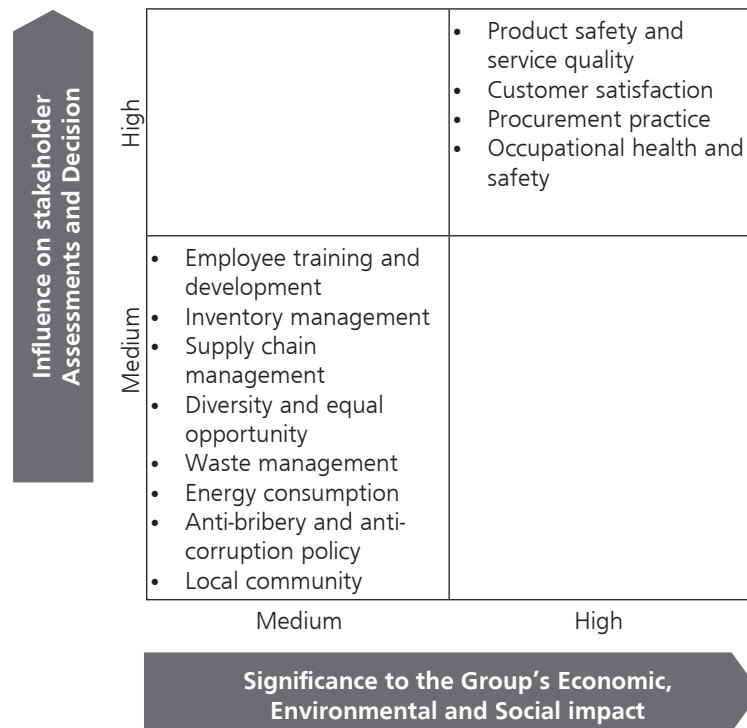 Influence on stakeholder
Assessments and Decision
High
• Product safety and
service quality
• Customer satisfaction
• Procurement practice
• Occupational health and
safety
Medium
• Employee training and
development
• Inventory management
• Supply chain
management
• Diversity and equal
opportunity
• Waste management
• Energy consumption
• Anti-bribery and anti-
corruption policy
• Local community
Medium
High
Significance to the Group's Economic,
Environmental and Social impact